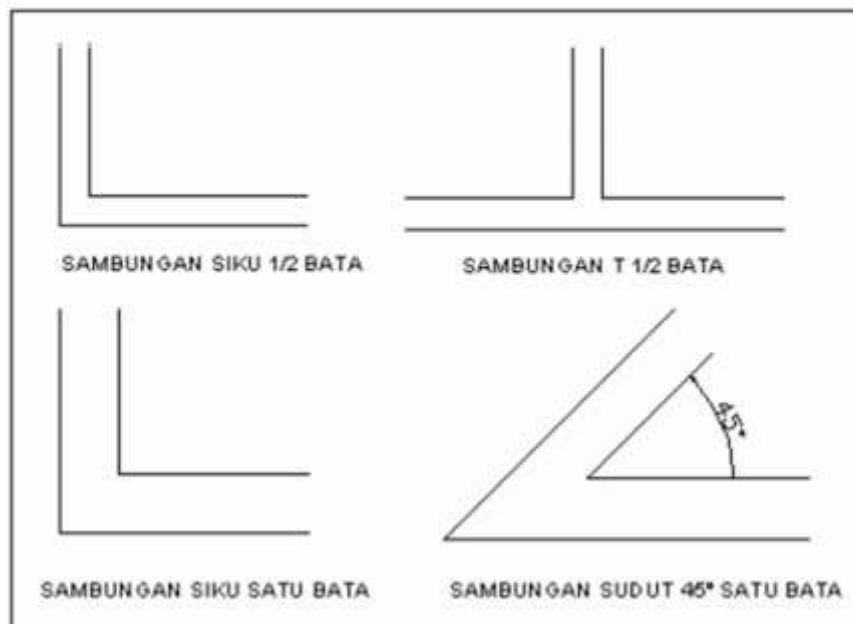 SAMBUNGAN SIKU 1/2 BATA
SAMBUNGAN T 1/2 BATA
45°
SAMBUNGAN SIKU SATU BATA
SAMBUNGAN SUDUT 45° SATU BATA